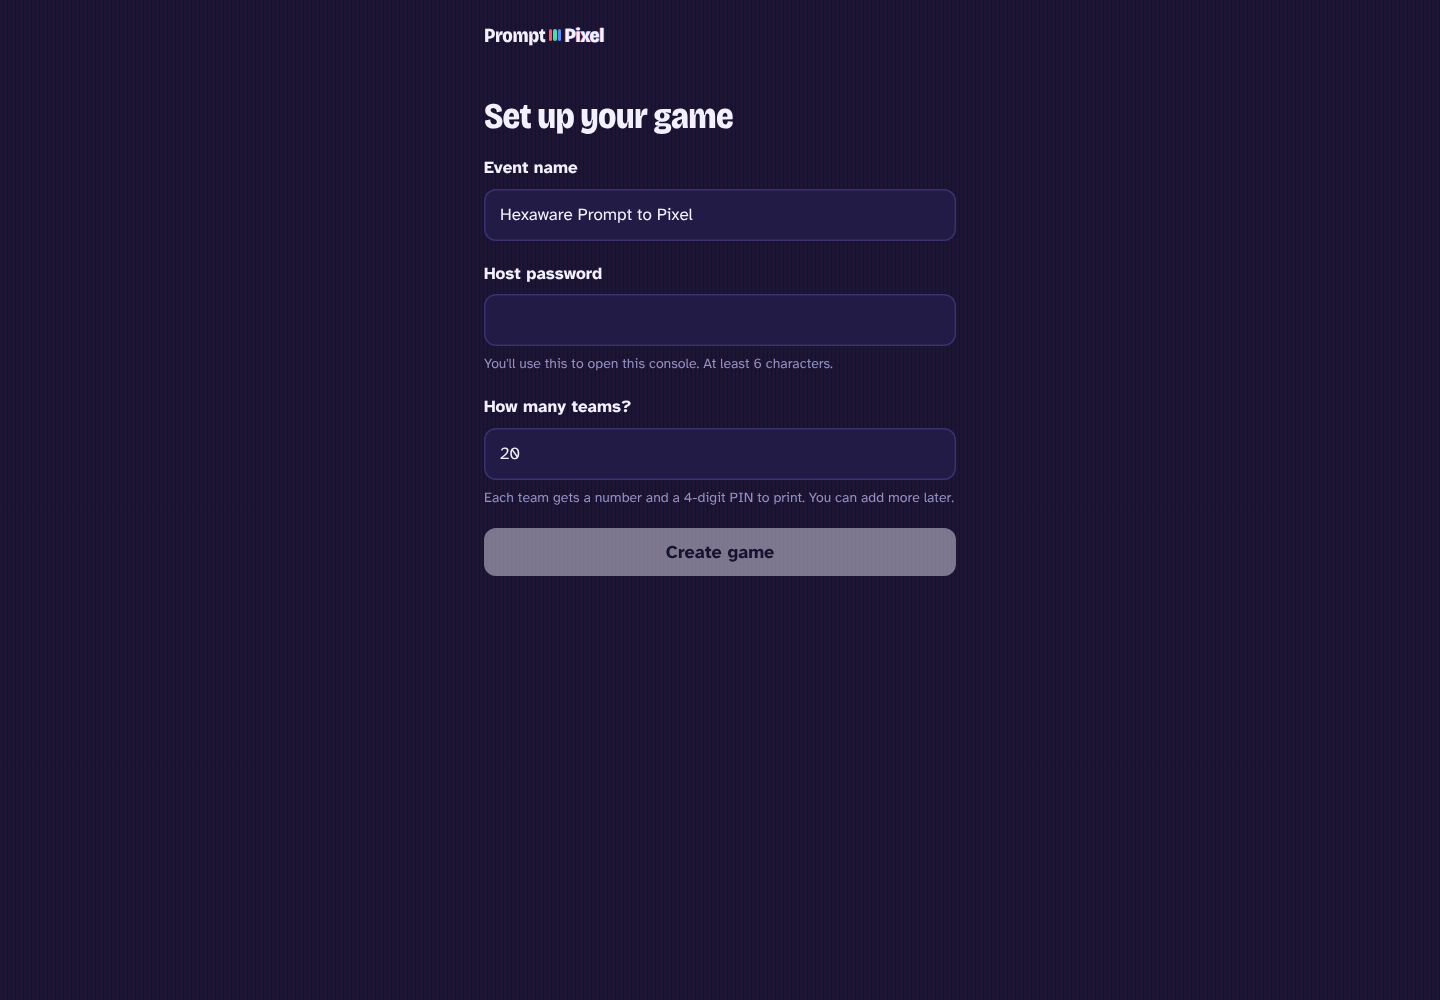 Prompt Pixel
Set up your game
Event name
Hexaware Prompt to Pixel
Host password
You'll use this to open this console. At least 6 characters.
How many teams?
20
Each team gets a number and a 4-digit PIN to print. You can add more later.
Create game